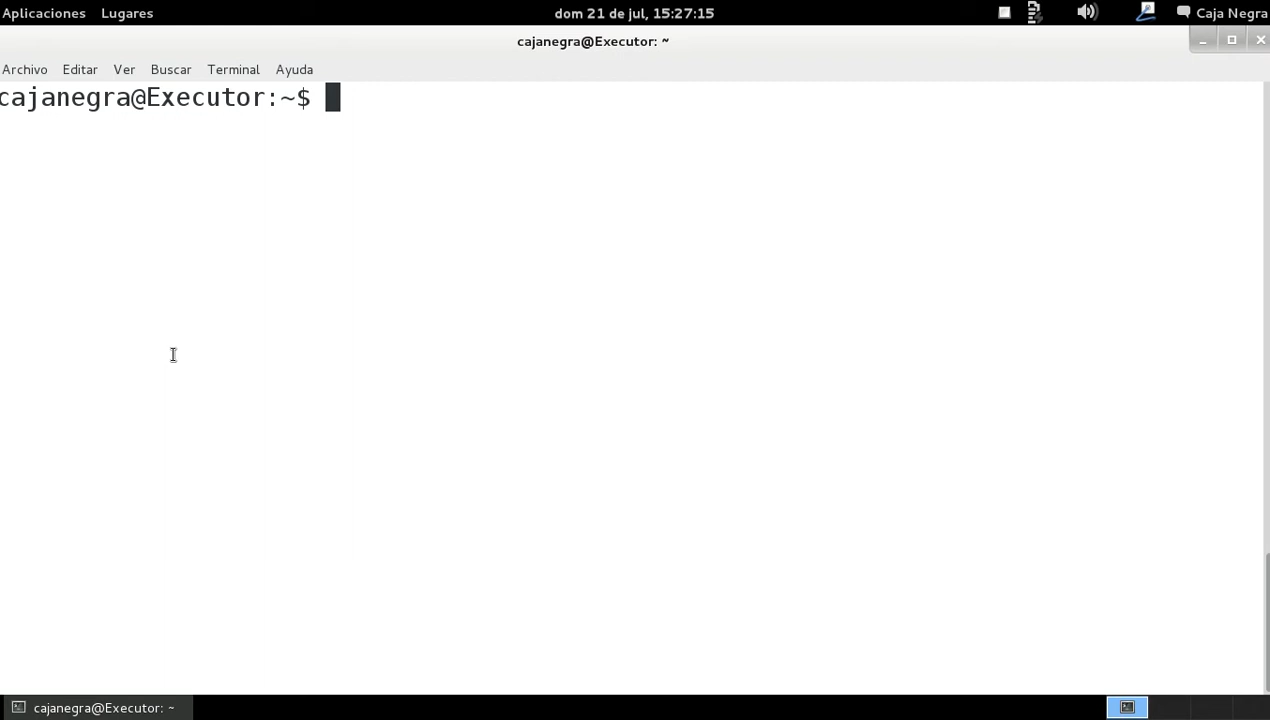 Aplicaciones Lugares dom 21 de jul, 15:27:15 Caja Negra
cajanegra@Executor: ~
Archivo Editar Ver Buscar Terminal Ayuda
cajanegra@Executor:~$
cajanegra@Executor: ~